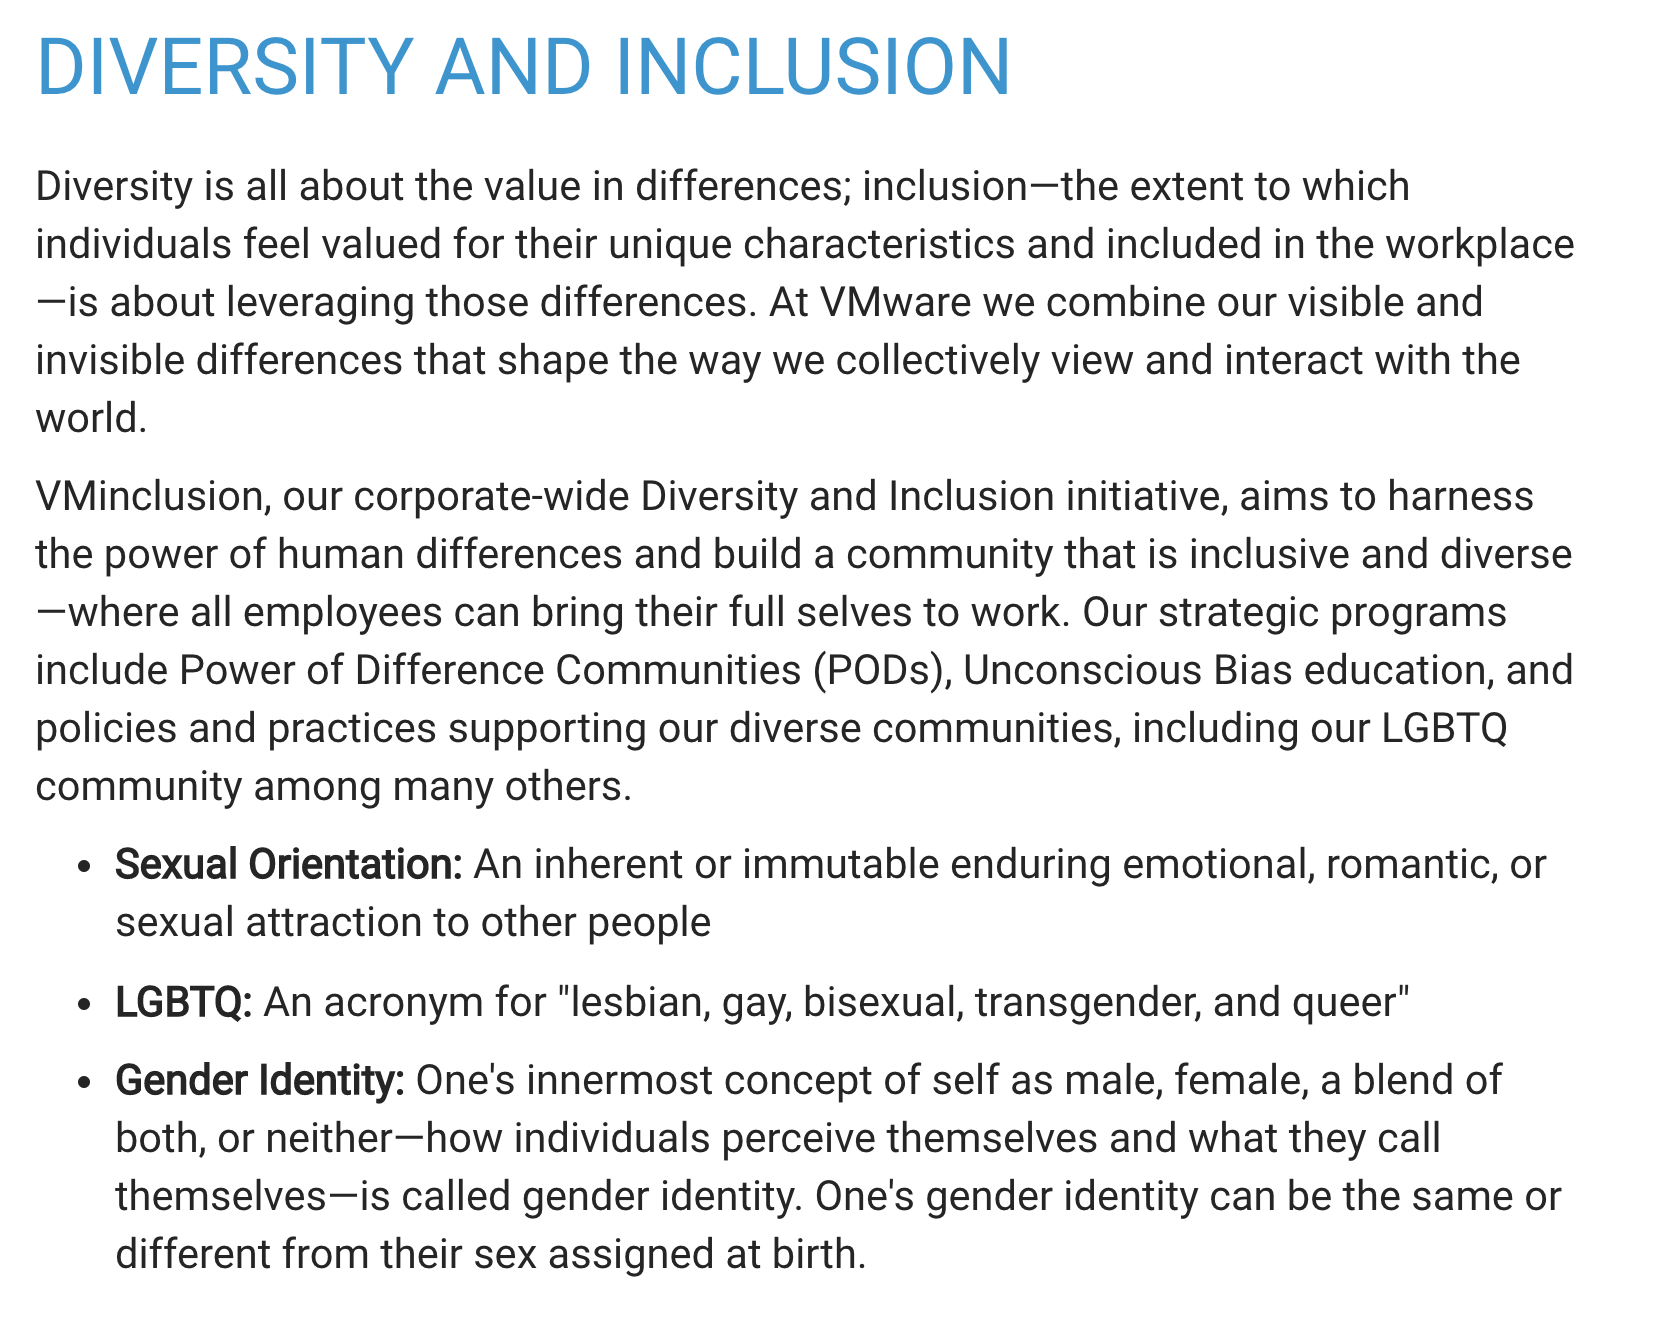 DIVERSITY AND INCLUSION
Diversity is all about the value in differences; inclusion—the extent to which
individuals feel valued for their unique characteristics and included in the workplace
—is about leveraging those differences. At VMware we combine our visible and
invisible differences that shape the way we collectively view and interact with the
world.
VMinclusion, our corporate-wide Diversity and Inclusion initiative, aims to harness
the power of human differences and build a community that is inclusive and diverse
—where all employees can bring their full selves to work. Our strategic programs
include Power of Difference Communities (PODs), Unconscious Bias education, and
policies and practices supporting our diverse communities, including our LGBTQ
community among many others.
• Sexual Orientation: An inherent or immutable enduring emotional, romantic, or
sexual attraction to other people
• LGBTQ: An acronym for "lesbian, gay, bisexual, transgender, and queer"
• Gender Identity: One's innermost concept of self as male, female, a blend of
both, or neither—how individuals perceive themselves and what they call
themselves—is called gender identity. One's gender identity can be the same or
different from their sex assigned at birth.